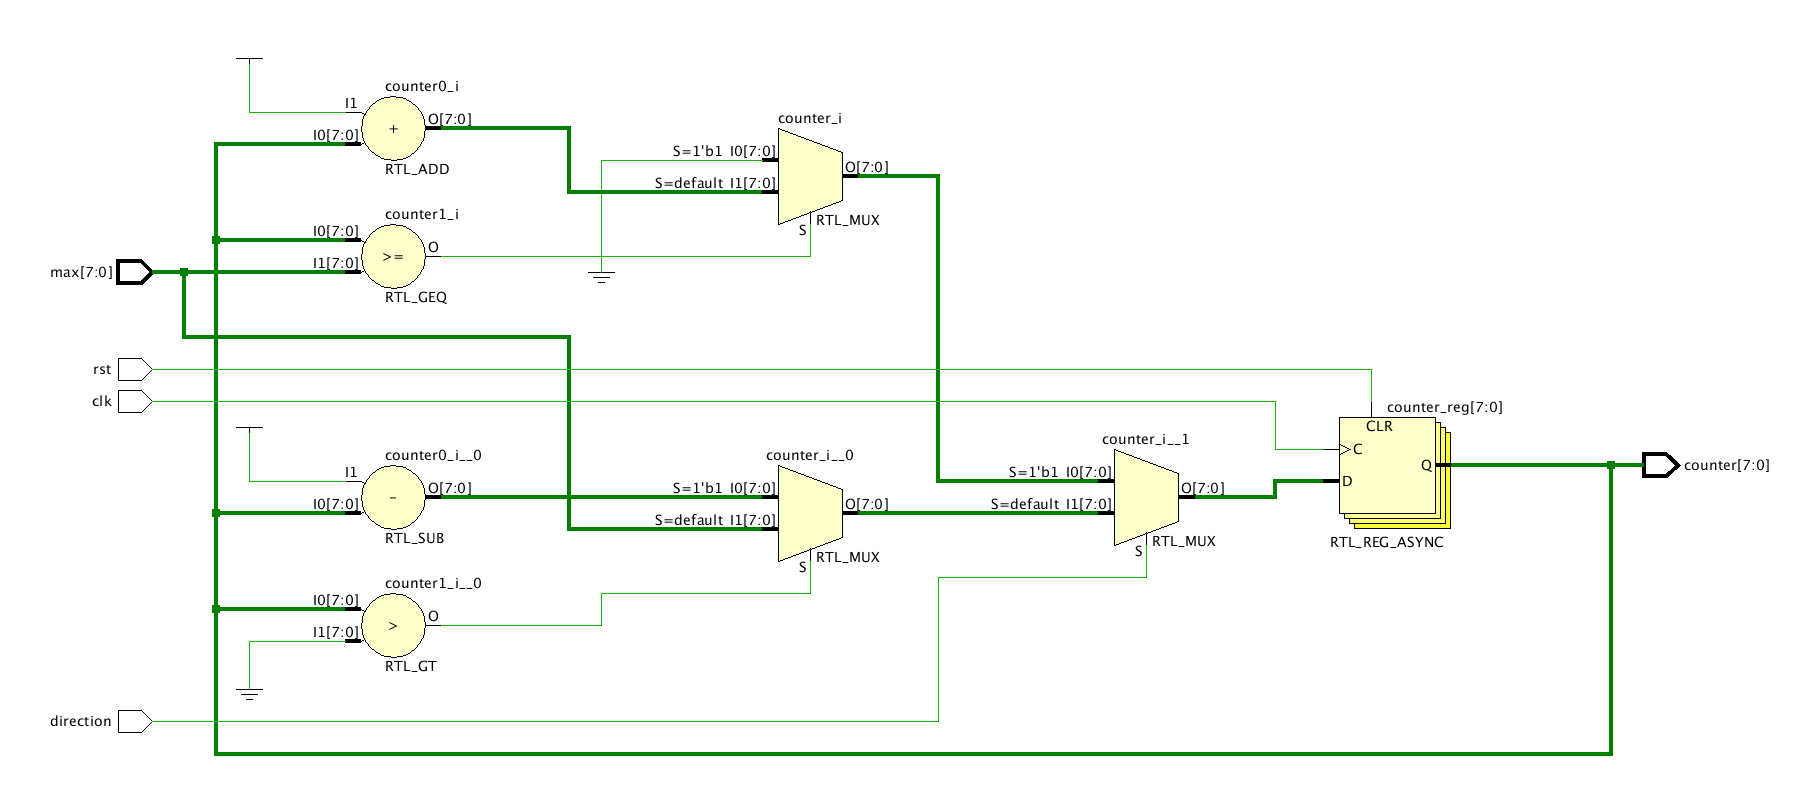 counter0_i
I1
O[7:0]
I0[7:0]
+
RTL_ADD
counter_i
S=1'b1 I0[7:0]
O[7:0]
S=default I1[7:0]
S
RTL_MUX
counter1_i
I0[7:0]
O
I1[7:0]
>=
RTL_GEQ
max[7:0]
rst
clk
counter_reg[7:0]
CLR
C
Q
D
RTL_REG_ASYNC
counter[7:0]
counter0_i__0
I1
O[7:0]
I0[7:0]
-
RTL_SUB
counter_i__0
S=1'b1 I0[7:0]
O[7:0]
S=default I1[7:0]
S
RTL_MUX
counter_i__1
S=1'b1 I0[7:0]
O[7:0]
S=default I1[7:0]
S
RTL_MUX
counter1_i__0
I0[7:0]
O
I1[7:0]
>
RTL_GT
direction